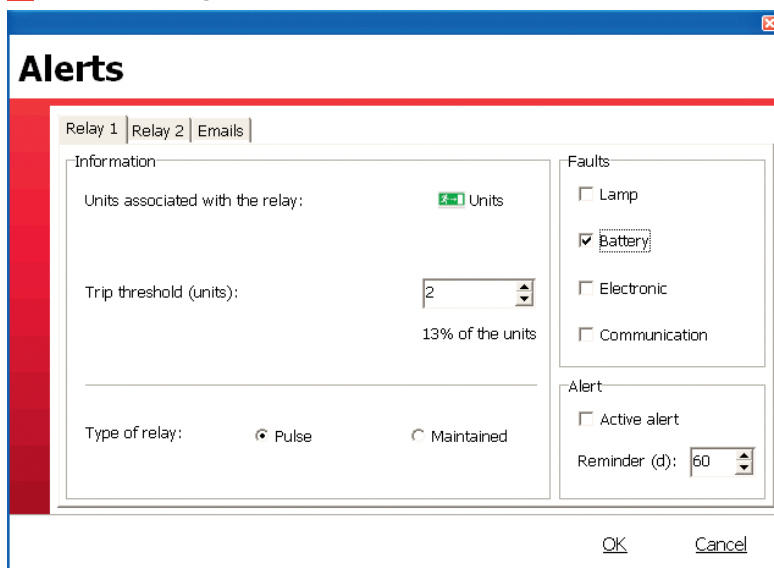 Alerts
Relay 1 Relay 2 Emails
Information
Units associated with the relay: Units
Trip threshold (units): 2
13% of the units
Type of relay: Pulse Maintained
Faults
Lamp
Battery
Electronic
Communication
Alert
Active alert
Reminder (d): 60
OK Cancel